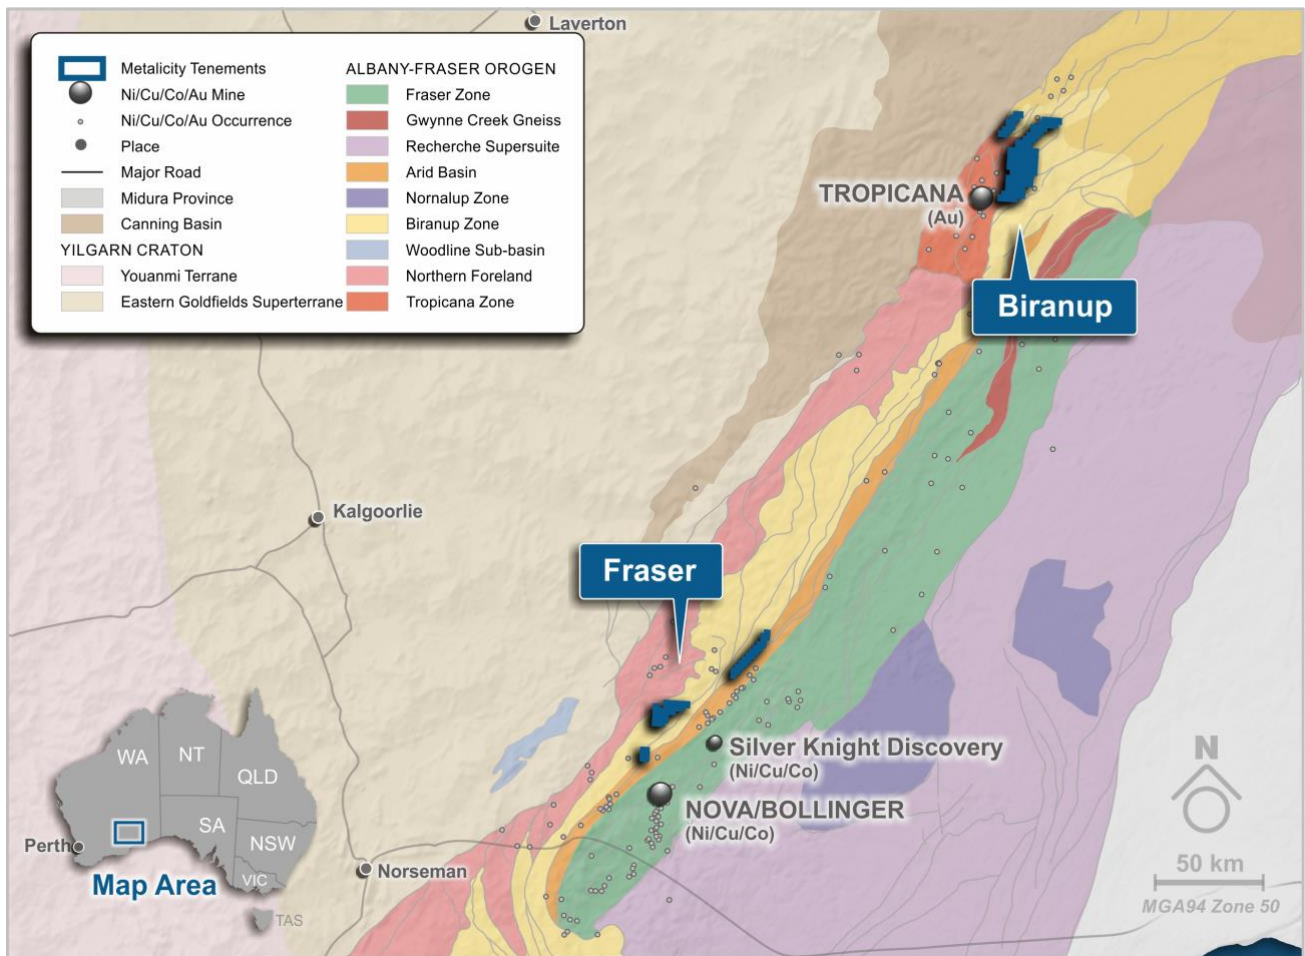 Laverton
Metalicity Tenements
Ni/Cu/Co/Au Mine
Ni/Cu/Co/Au Occurrence
Place
Major Road
Midura Province
Canning Basin
YILGARN CRATON
Youanmi Terrane
Eastern Goldfields Superterrane
ALBANY-FRASER OROGEN
Fraser Zone
Gwynne Creek Gneiss
Recherche Supersuite
Arid Basin
Nornalup Zone
Biranup Zone
Woodline Sub-basin
Northern Foreland
Tropicana Zone
TROPICANA
(Au)
Biranup
Kalgoorlie
Fraser
Silver Knight Discovery
(Ni/Cu/Co)
NOVA/BOLLINGER
(Ni/Cu/Co)
Norseman
WA
NT
QLD
SA
NSW
VIC
TAS
Perth
Map Area
N
50 km
MGA94 Zone 50